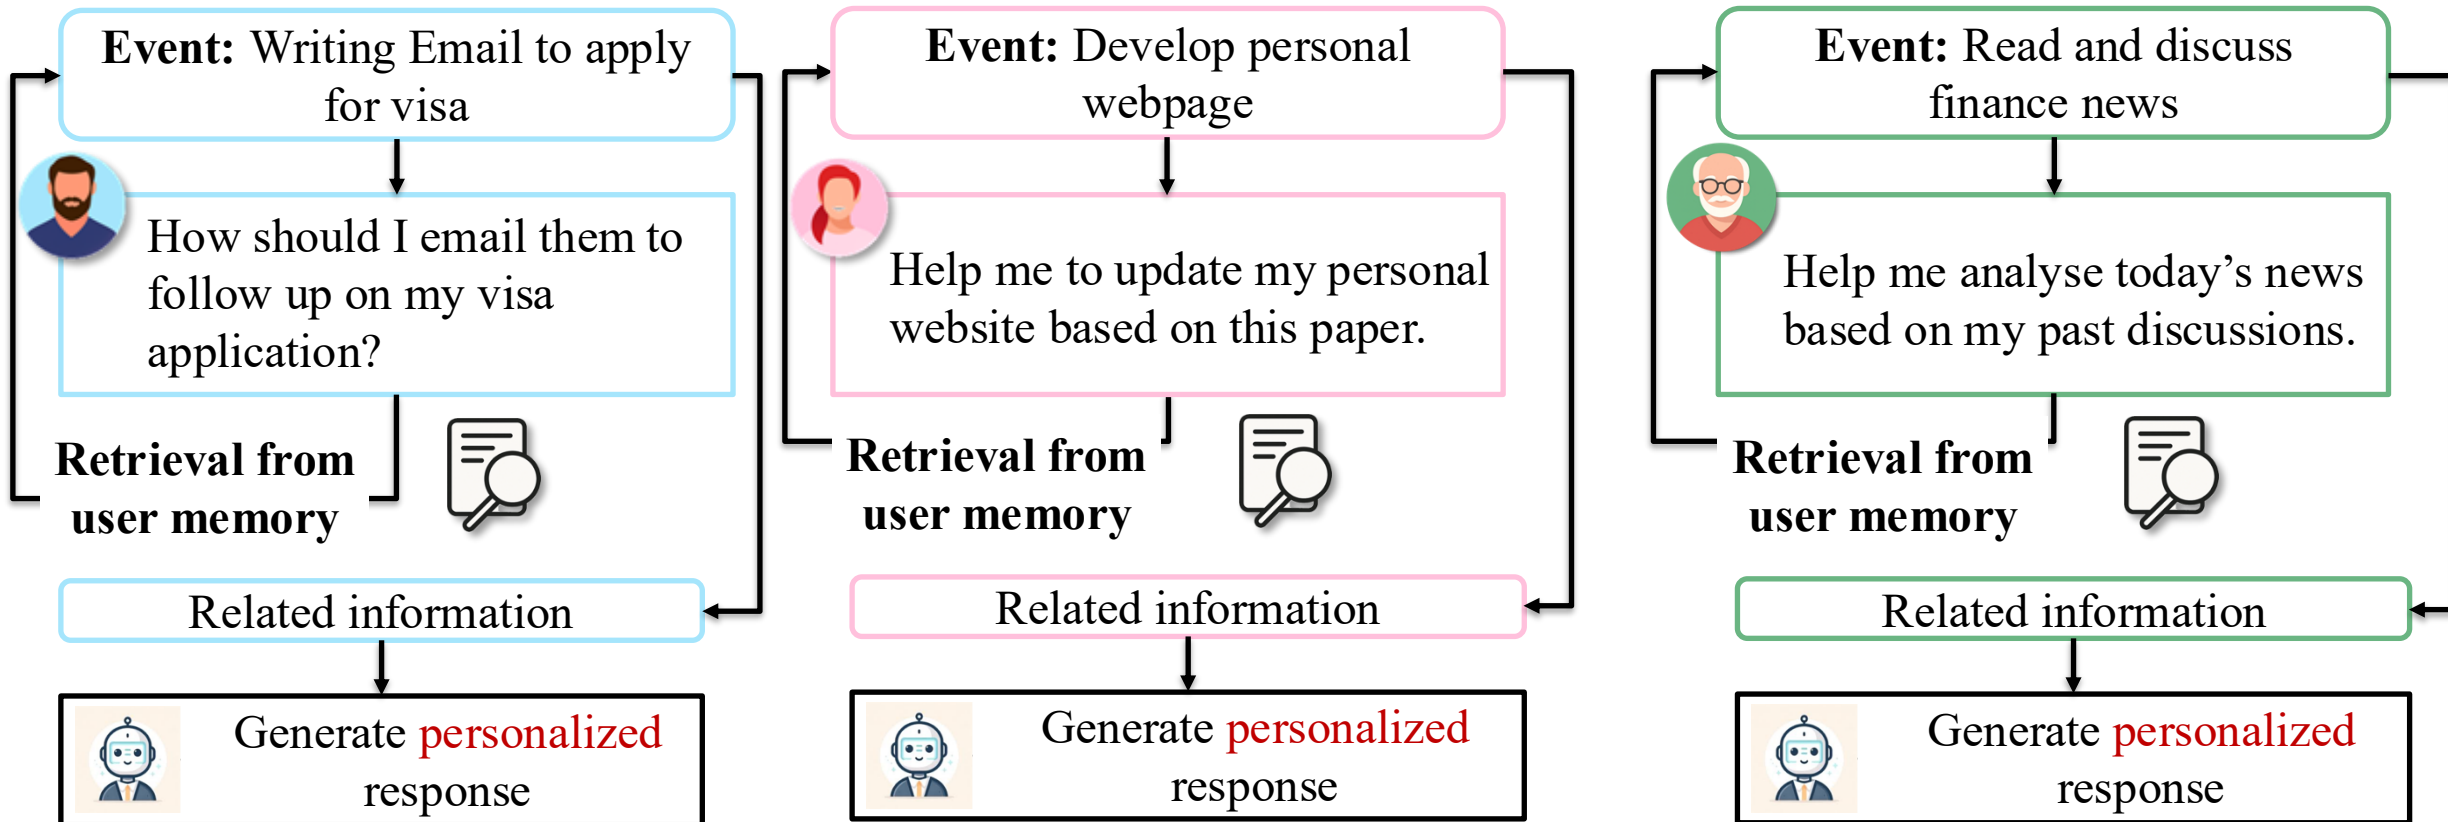 Event: Writing Email to apply
for visa
How should I email them to
follow up on my visa
application?
Retrieval from
user memory
Related information
Generate personalized
response
Event: Develop personal
webpage
Help me to update my personal
website based on this paper.
Retrieval from
user memory
Related information
Generate personalized
response
Event: Read and discuss
finance news
Help me analyse today’s news
based on my past discussions.
Retrieval from
user memory
Related information
Generate personalized
response